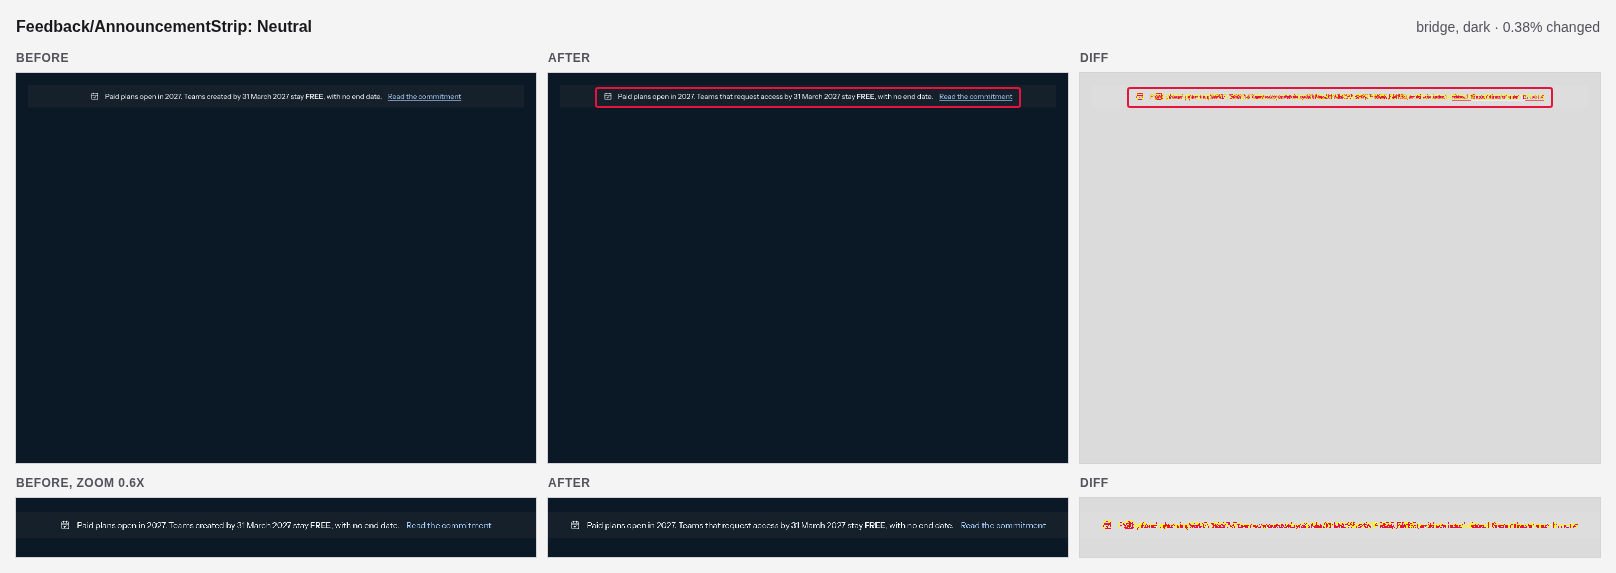 Feedback/AnnouncementStrip: Neutral
bridge, dark · 0.38% changed
BEFORE
AFTER
DIFF
Paid plans open in 2027. Teams created by 31 March 2027 stay FREE, with no end date. Read the commitment
Paid plans open in 2027. Teams that request access by 31 March 2027 stay FREE, with no end date. Read the commitment
BEFORE, ZOOM 0.6X
AFTER
DIFF
Paid plans open in 2027. Teams created by 31 March 2027 stay FREE, with no end date. Read the commitment
Paid plans open in 2027. Teams that request access by 31 March 2027 stay FREE, with no end date. Read the commitment